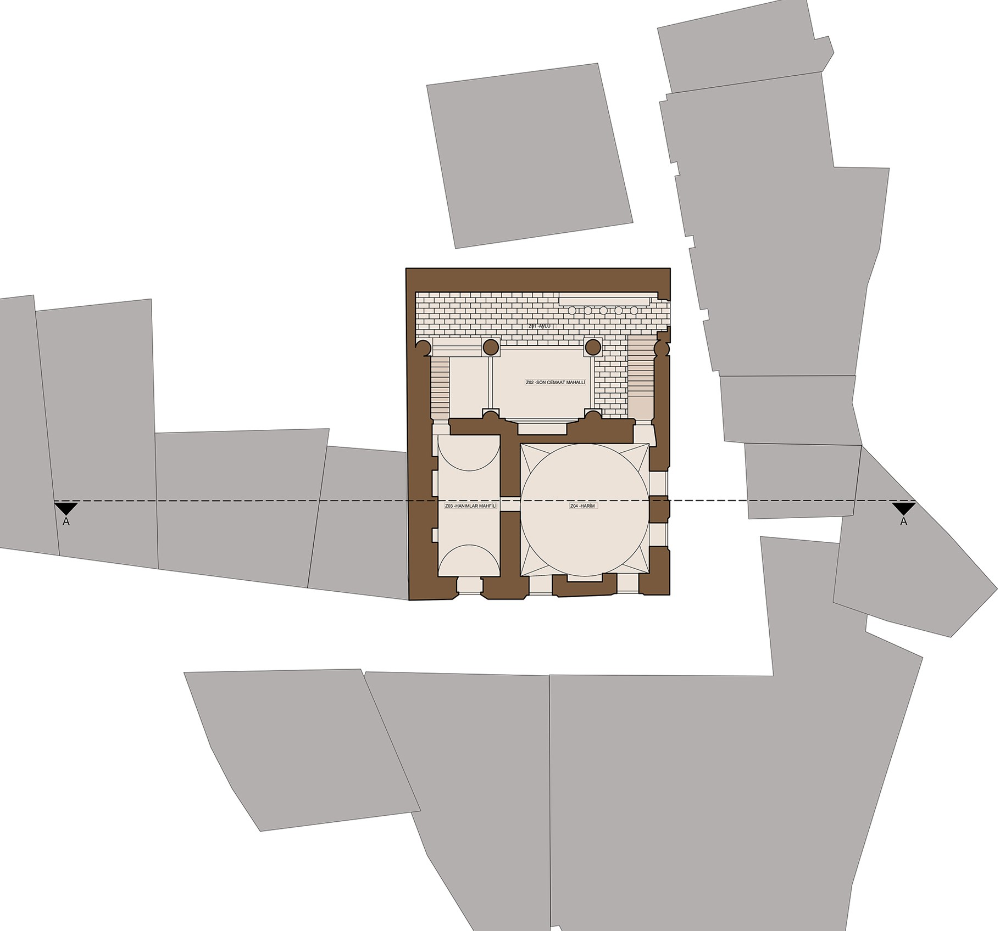 Z01 -AVLU
Z02 -SON CEMAAT MAHALLİ
Z03 -HANIMLAR MAHFİLİ
Z04 -HARİM
A
A